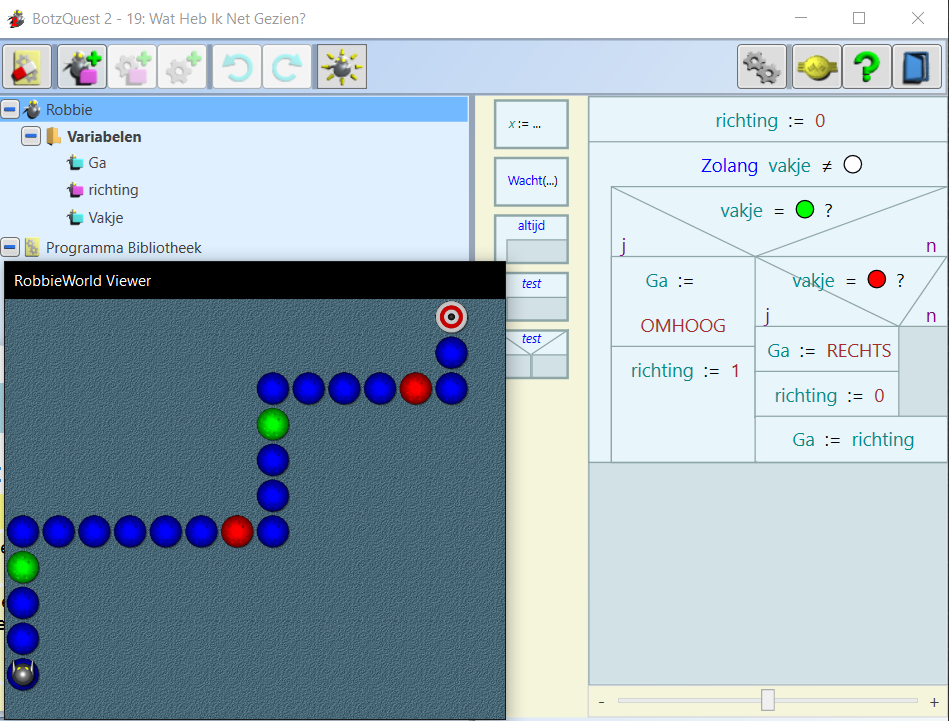 BotzQuest 2 - 19: Wat Heb Ik Net Gezien?
Robbie
Variabelen
Ga
richting
Vakje
Programma Bibliotheek
RobbieWorld Viewer
x := ...
Wacht(...)
altijd
test
test
richting := 0
Zolang vakje ≠
vakje = ?
j n
Ga :=
OMHOOG
richting := 1
vakje = ?
j n
Ga := RECHTS
richting := 0
Ga := richting
- +